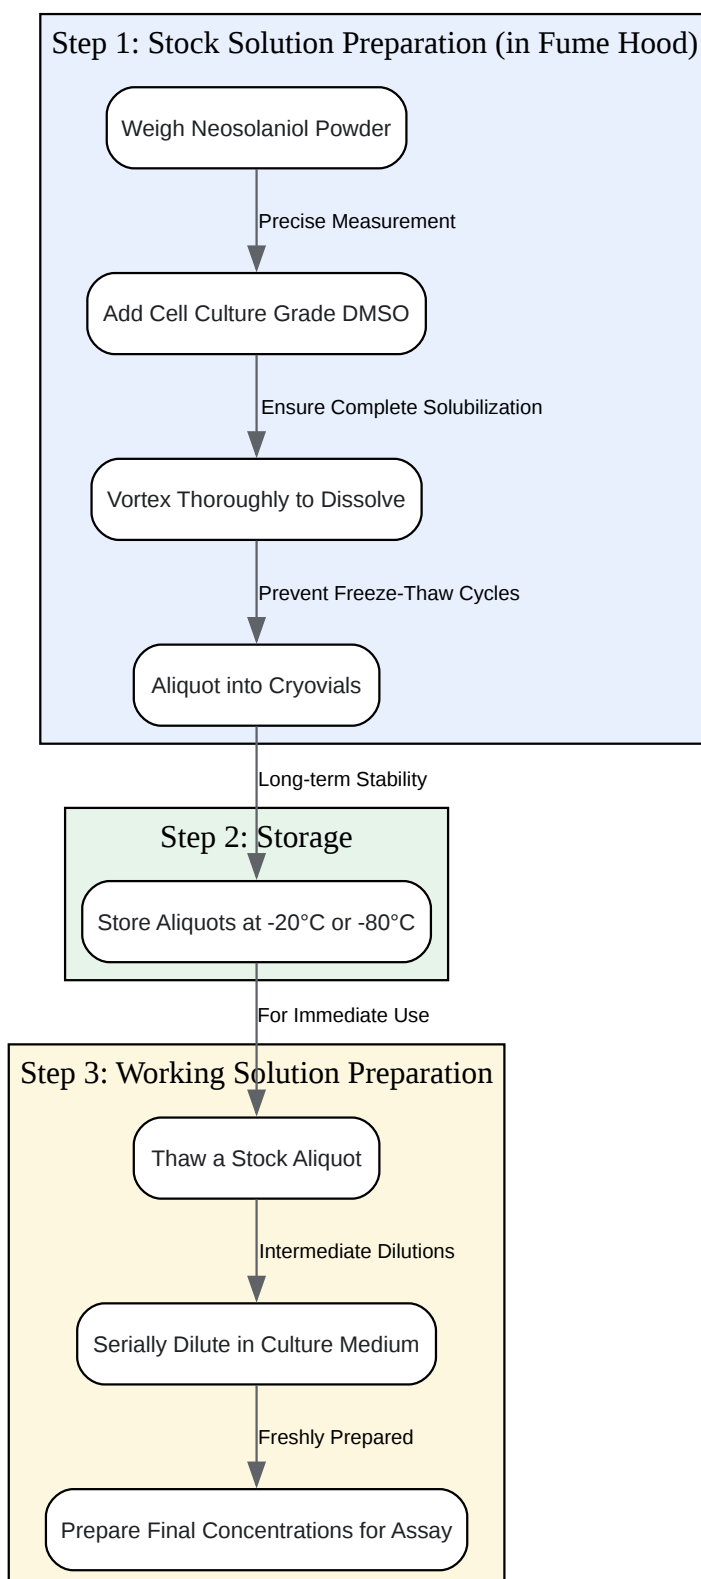 Step 1: Stock Solution Preparation (in Fume Hood)
Weigh Neosolaniol Powder
Precise Measurement
Add Cell Culture Grade DMSO
Ensure Complete Solubilization
Vortex Thoroughly to Dissolve
Prevent Freeze-Thaw Cycles
Aliquot into Cryovials
Long-term Stability
Step 2: Storage
Store Aliquots at -20°C or -80°C
For Immediate Use
Step 3: Working Solution Preparation
Thaw a Stock Aliquot
Intermediate Dilutions
Serially Dilute in Culture Medium
Freshly Prepared
Prepare Final Concentrations for Assay